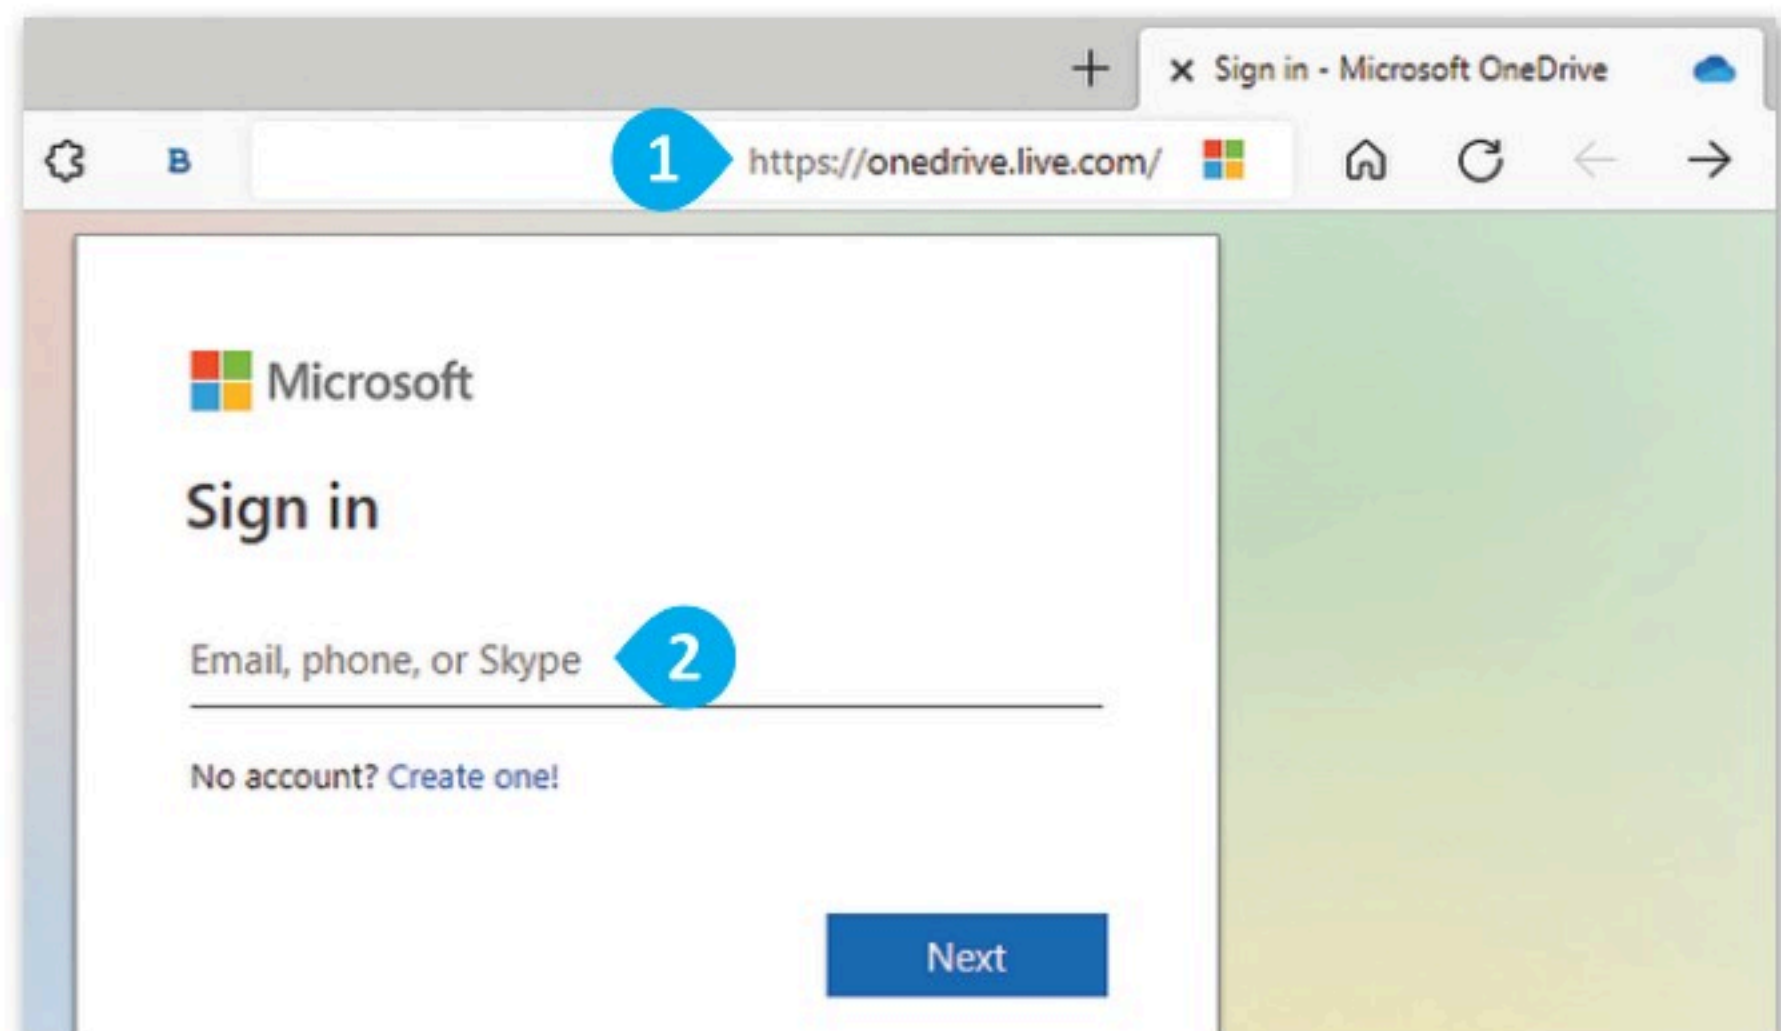 Sign in - Microsoft OneDrive
B
1 https://onedrive.live.com/
Microsoft
Sign in
Email, phone, or Skype 2
No account? Create one!
Next